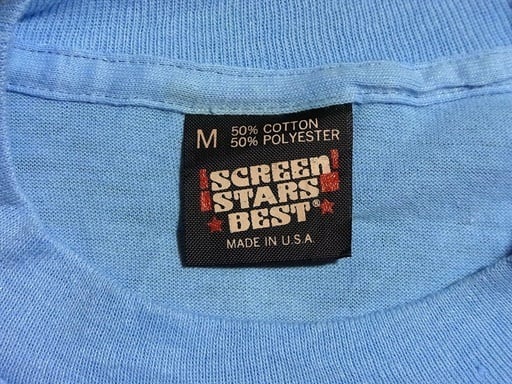 M 50% COTTON
50% POLYESTER
SCREEN
STARS
BEST®
MADE IN U.S.A.